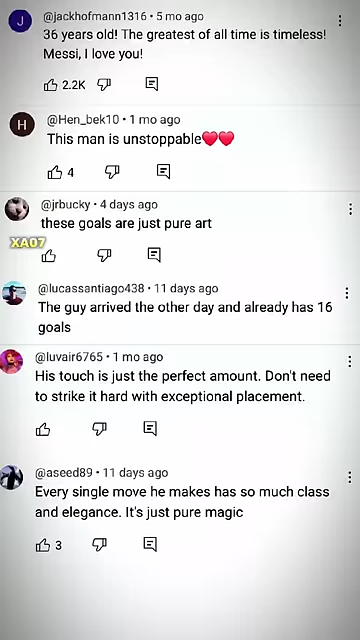 @jackhofmann1316 • 5 mo ago
36 years old! The greatest of all time is timeless!
Messi, I love you!
2.2K
J
@Hen_bek10 • 1 mo ago
This man is unstoppable❤️❤️
H
4
@jrbucky • 4 days ago
these goals are just pure art
XA07
@lucassantiago438 • 11 days ago
The guy arrived the other day and already has 16
goals
@luvair6765 • 1 mo ago
His touch is just the perfect amount. Don't need
to strike it hard with exceptional placement.
@aseed89 • 11 days ago
Every single move he makes has so much class
and elegance. It's just pure magic
3